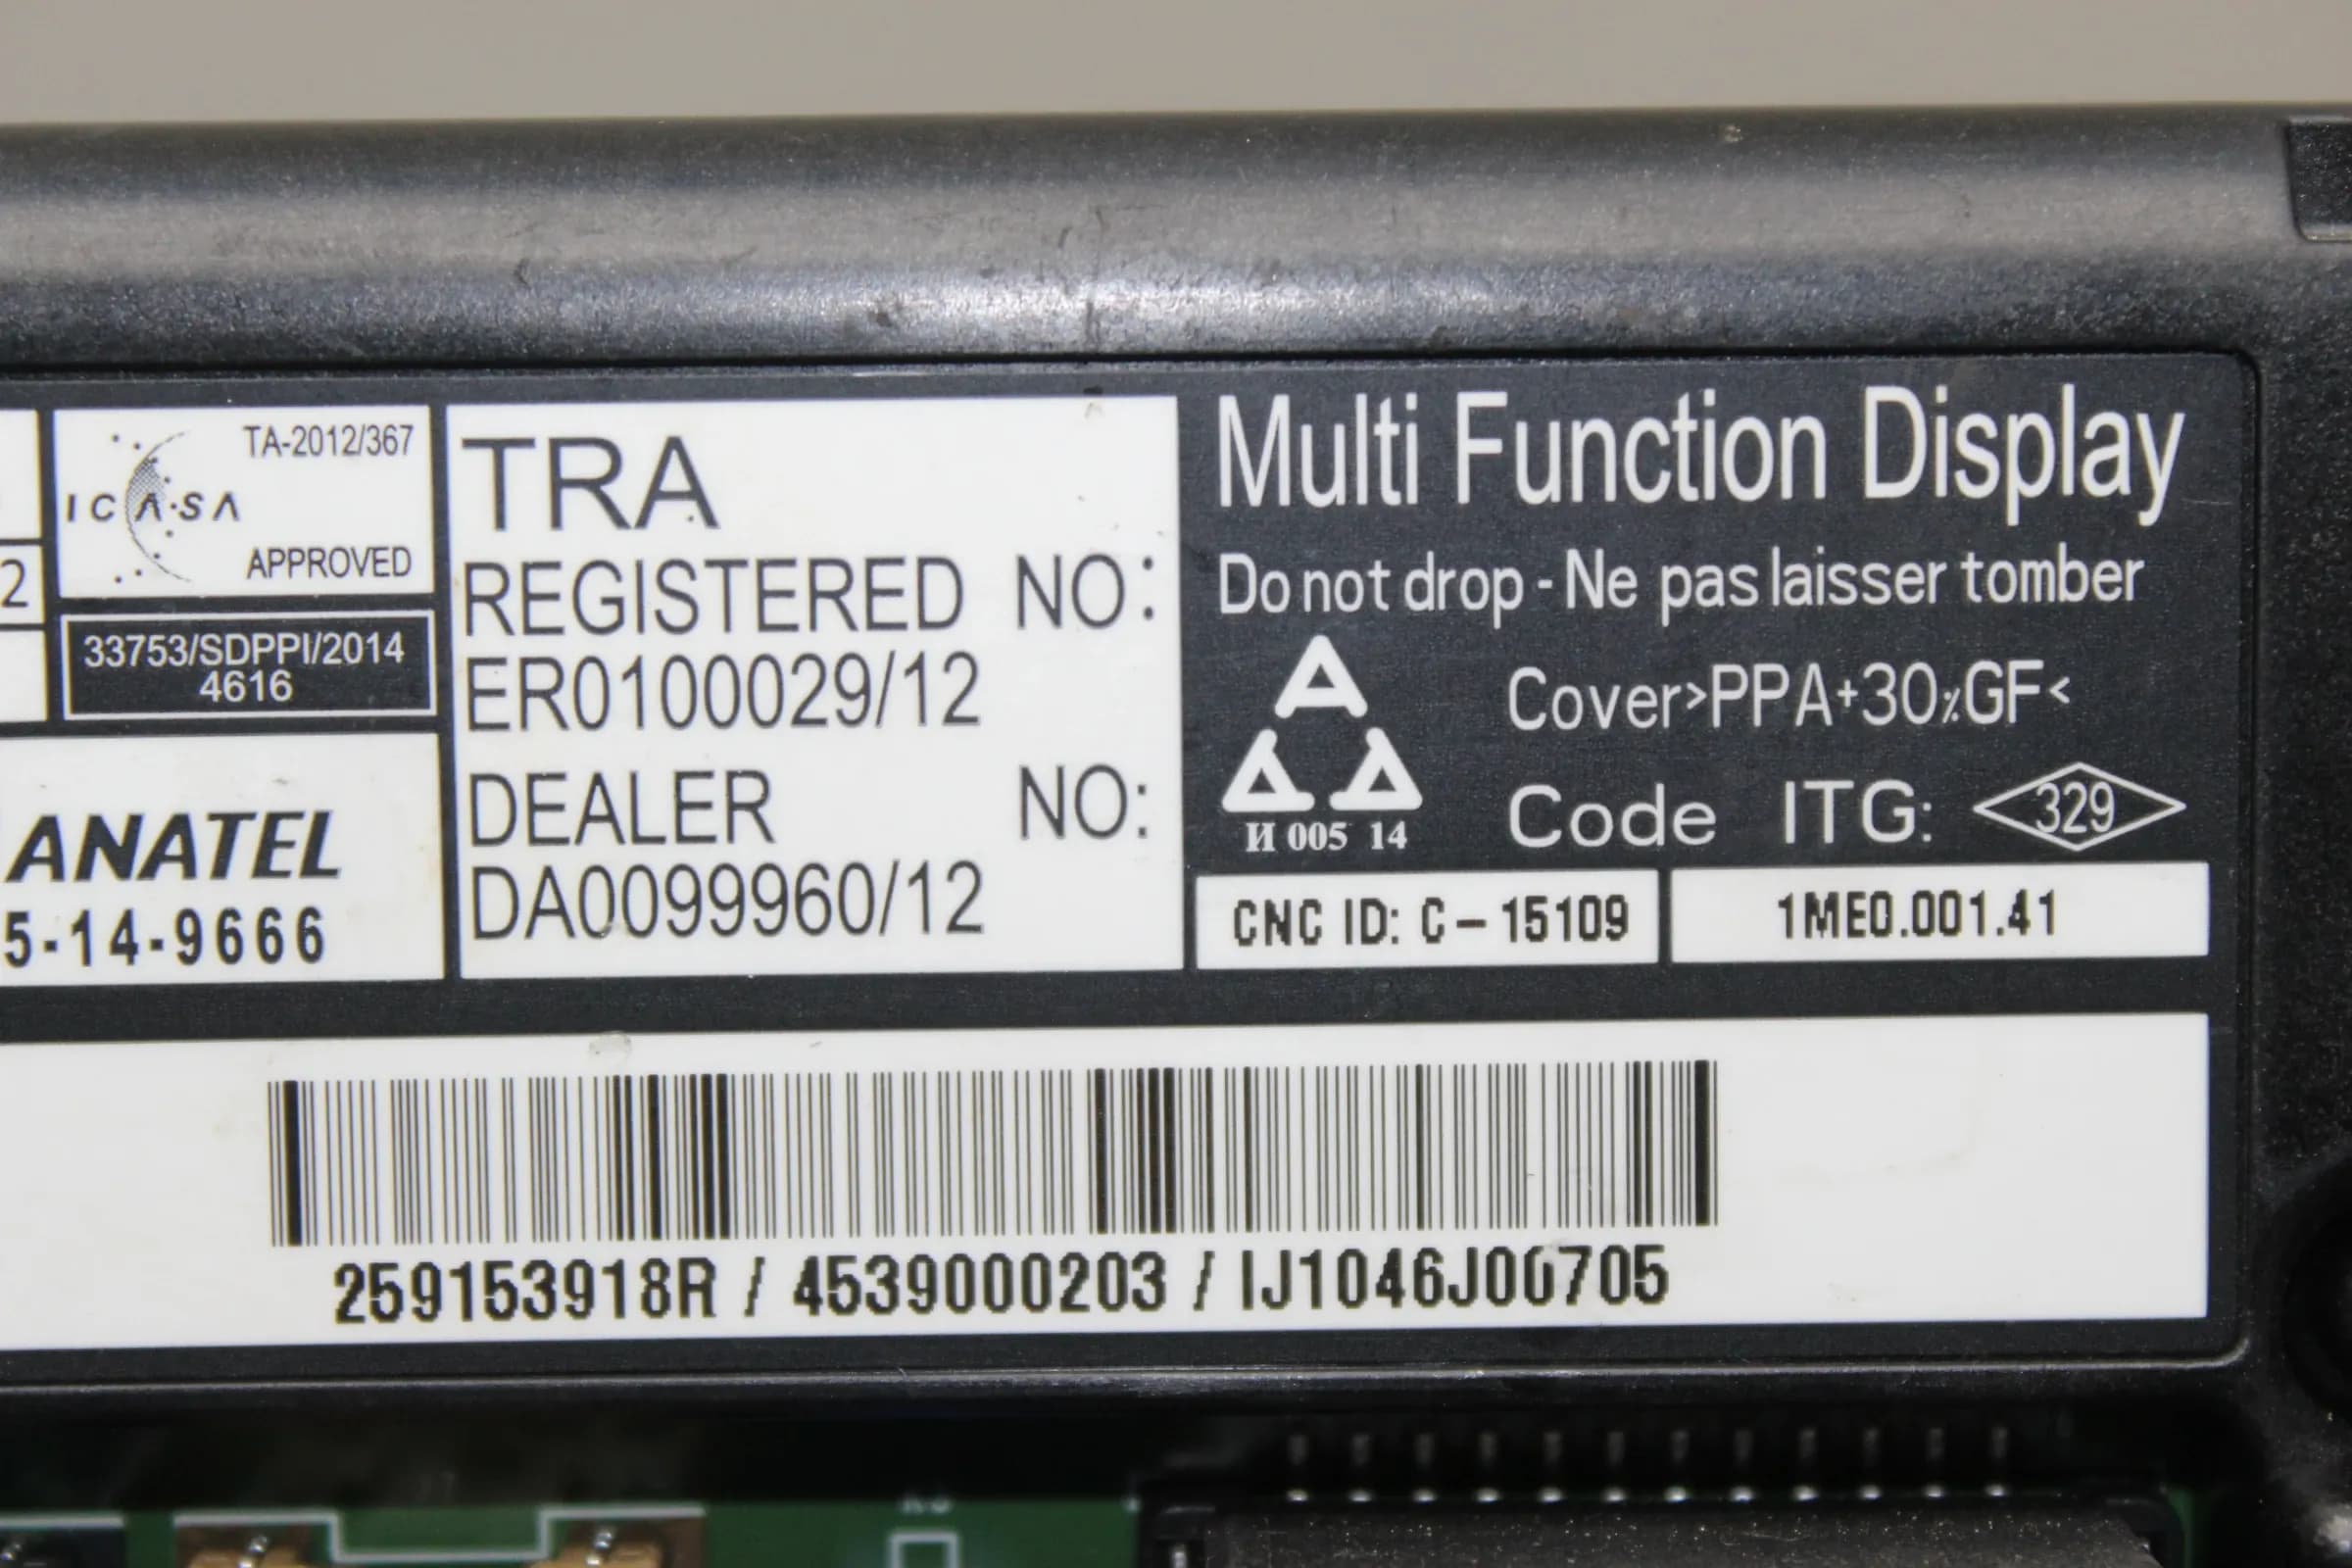 ICASA
TA-2012/367
APPROVED
2
33753/SDPPI/2014
4616
ANATEL
5-14-9666
TRA
REGISTERED NO:
ER0100029/12
DEALER NO:
DA0099960/12
Multi Function Display
Do not drop - Ne pas laisser tomber
Cover>PPA+30%GF<
И 005 14
Code ITG: 329
CNC ID: C-15109
1ME0.001.41
259153918R / 4539000203 / IJ1046J00705